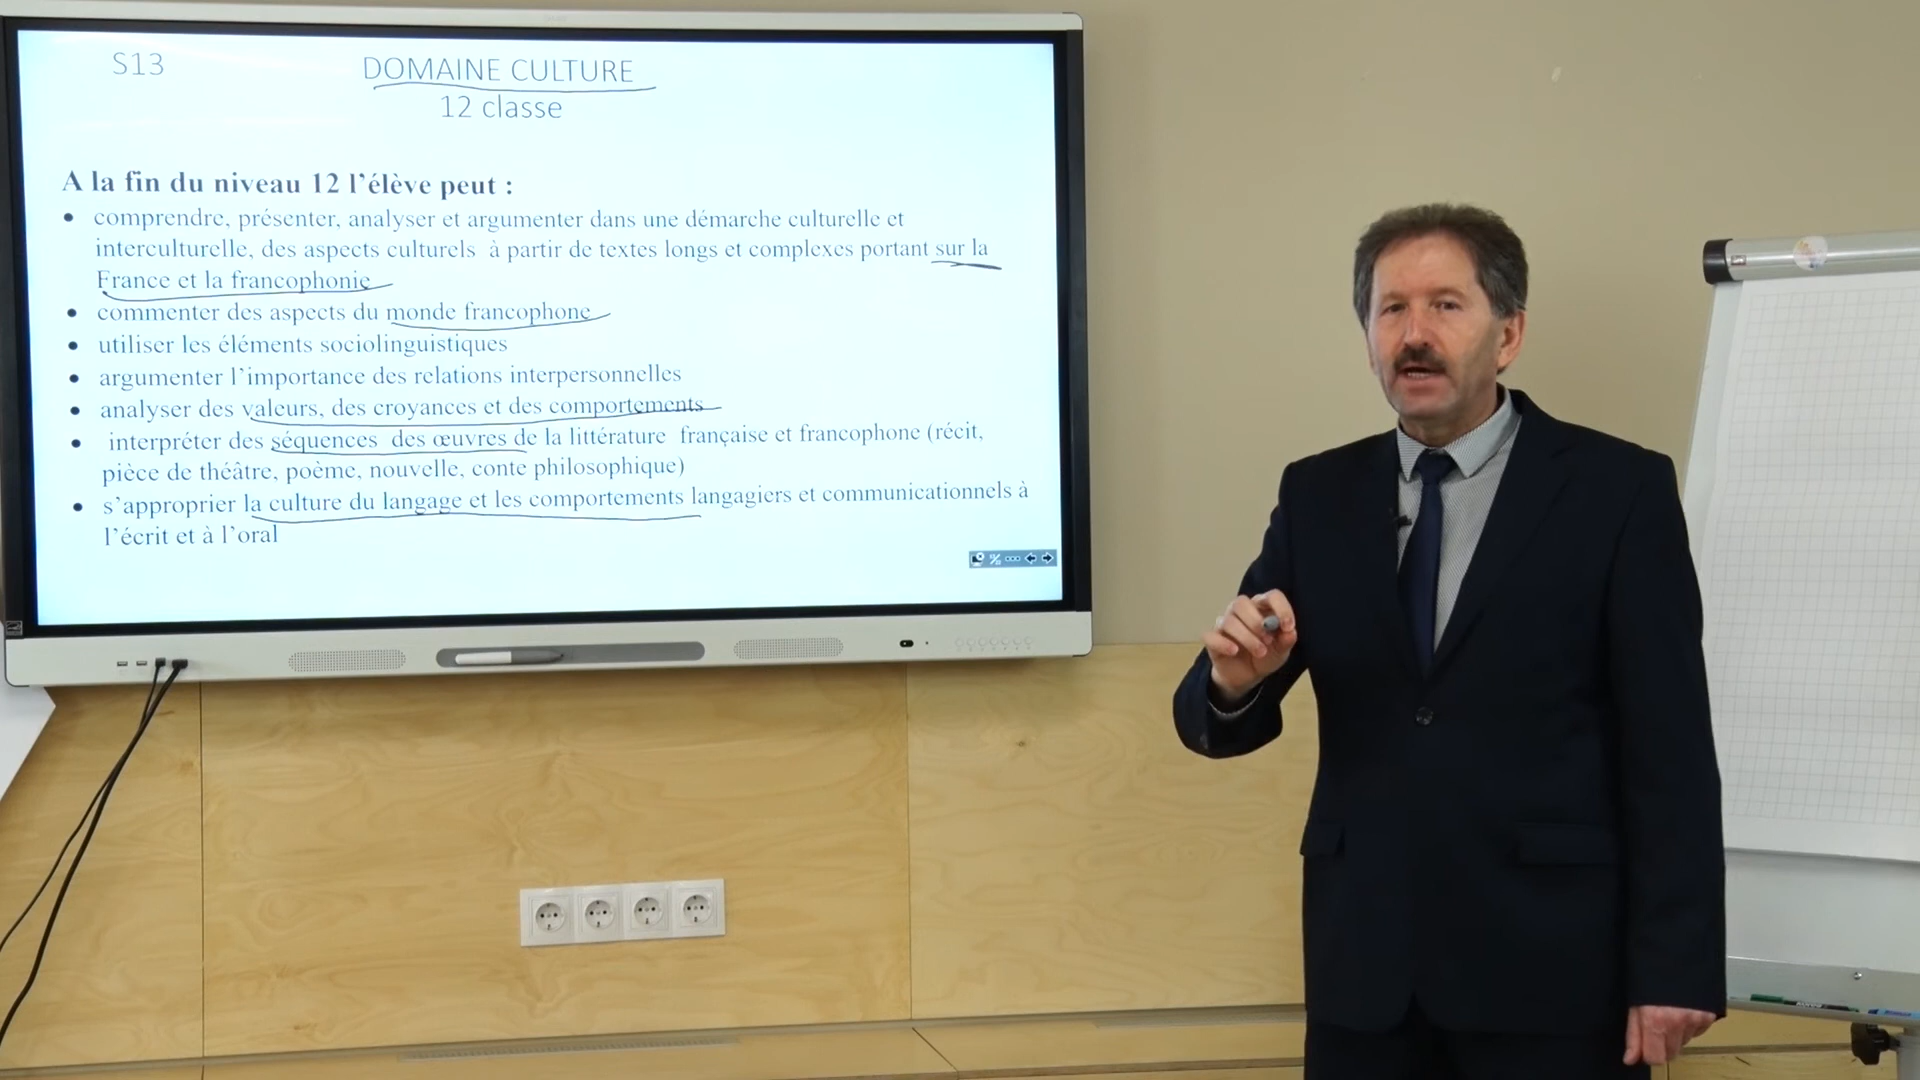 S13
DOMAINE CULTURE
12 classe
A la fin du niveau 12 l’élève peut :
• comprendre, présenter, analyser et argumenter dans une démarche culturelle et
interculturelle, des aspects culturels à partir de textes longs et complexes portant sur la
France et la francophonie
• commenter des aspects du monde francophone
• utiliser les éléments sociolinguistiques
• argumenter l’importance des relations interpersonnelles
• analyser des valeurs, des croyances et des comportements
• interpréter des séquences des œuvres de la littérature française et francophone (récit,
pièce de théâtre, poème, nouvelle, conte philosophique)
• s’approprier la culture du langage et les comportements langagiers et communicationnels à
l’écrit et à l’oral